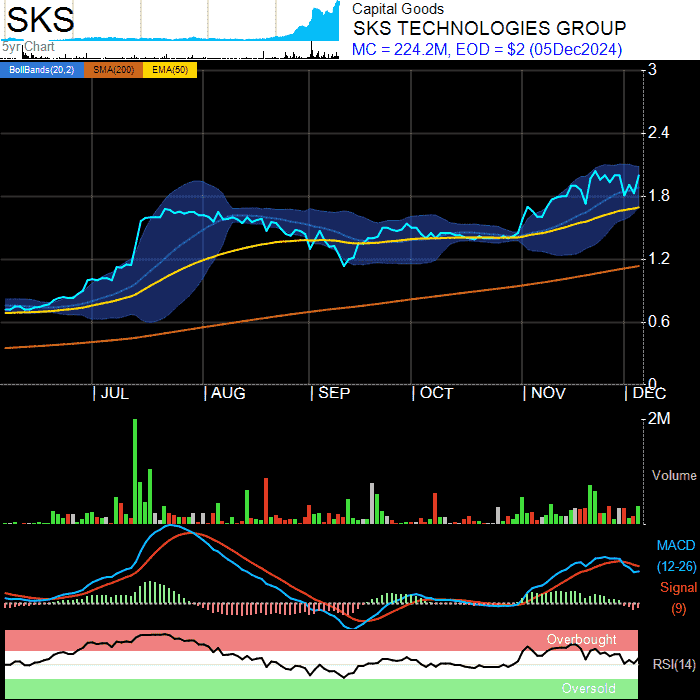 SKS
5yr Chart
Capital Goods
SKS TECHNOLOGIES GROUP
MC = 224.2M, EOD = $2 (05Dec2024)
BollBands(20,2) SMA(200) EMA(50)
3
2.4
1.8
1.2
0.6
0
JUL AUG SEP OCT NOV DEC
2M
Volume
MACD
(12-26)
Signal
(9)
Overbought
RSI(14)
Oversold